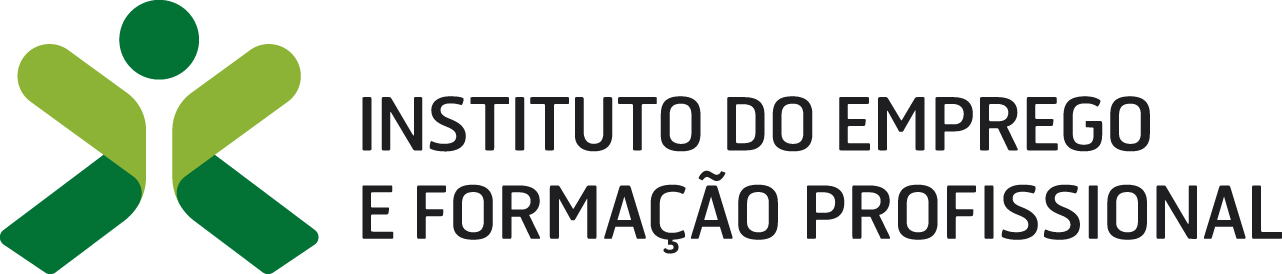 INSTITUTO DO EMPREGO
E FORMAÇÃO PROFISSIONAL